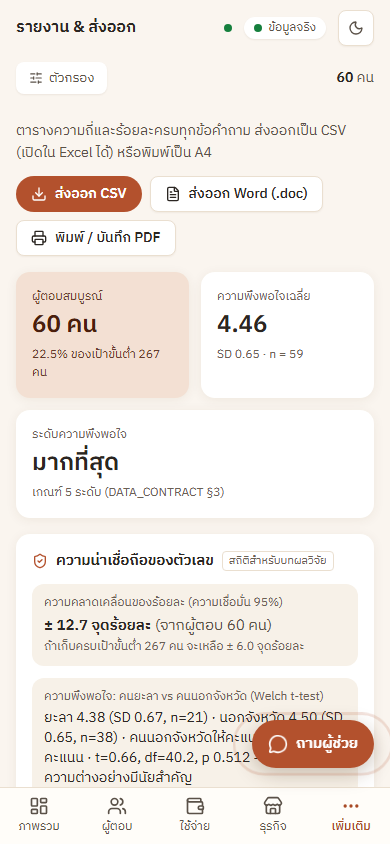 รายงาน & ส่งออก
ข้อมูลจริง
ตัวกรอง
60 คน
ตารางความถี่และร้อยละครบทุกข้อคำถาม ส่งออกเป็น CSV
(เปิดใน Excel ได้) หรือพิมพ์เป็น A4
ส่งออก CSV
ส่งออก Word (.doc)
พิมพ์ / บันทึก PDF
ผู้ตอบสมบูรณ์
60 คน
22.5% ของเป้าขั้นต่ำ 267
คน
ความพึงพอใจเฉลี่ย
4.46
SD 0.65 · n = 59
ระดับความพึงพอใจ
มากที่สุด
เกณฑ์ 5 ระดับ (DATA_CONTRACT §3)
ความน่าเชื่อถือของตัวเลข
สถิติสำหรับบทผลวิจัย
ความคลาดเคลื่อนของร้อยละ (ความเชื่อมั่น 95%)
± 12.7 จุดร้อยละ (จากผู้ตอบ 60 คน)
ถ้าเก็บครบเป้าขั้นต่ำ 267 คน จะเหลือ ± 6.0 จุดร้อยละ
ความพึงพอใจ: คนยะลา vs คนนอกจังหวัด (Welch t-test)
ยะลา 4.38 (SD 0.67, n=21) · นอกจังหวัด 4.50 (SD
0.65, n=38) · คนนอกจังหวัดให้คะแ
คะแนน · t=0.66, df=40.2, p 0.512
ความต่างอย่างมีนัยสำคัญ
ถามผู้ช่วย
ภาพรวม
ผู้ตอบ
ใช้จ่าย
ธุรกิจ
เพิ่มเติม